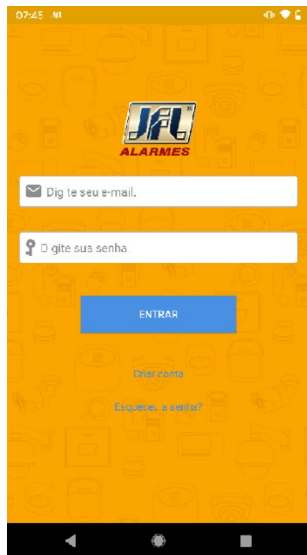 07:45
JFL
ALARMES
Digite seu e-mail.
Digite sua senha.
ENTRAR
Criar conta
Esqueceu a senha?